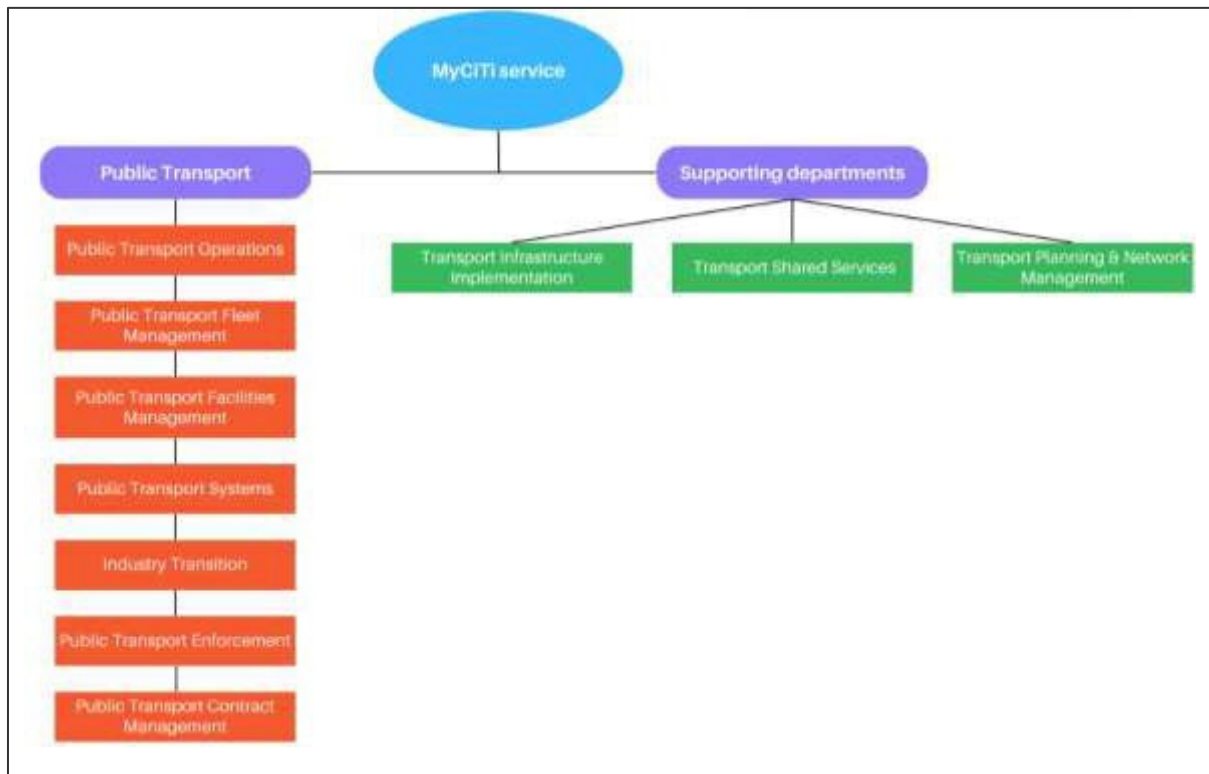 MyCiTi service
Public Transport
Supporting departments
Public Transport Operations
Public Transport Fleet
Management
Public Transport Facilities
Management
Public Transport Systems
Industry Transition
Public Transport Enforcement
Public Transport Contract
Management
Transport Infrastructure
Implementation
Transport Shared Services
Transport Planning & Network
Management